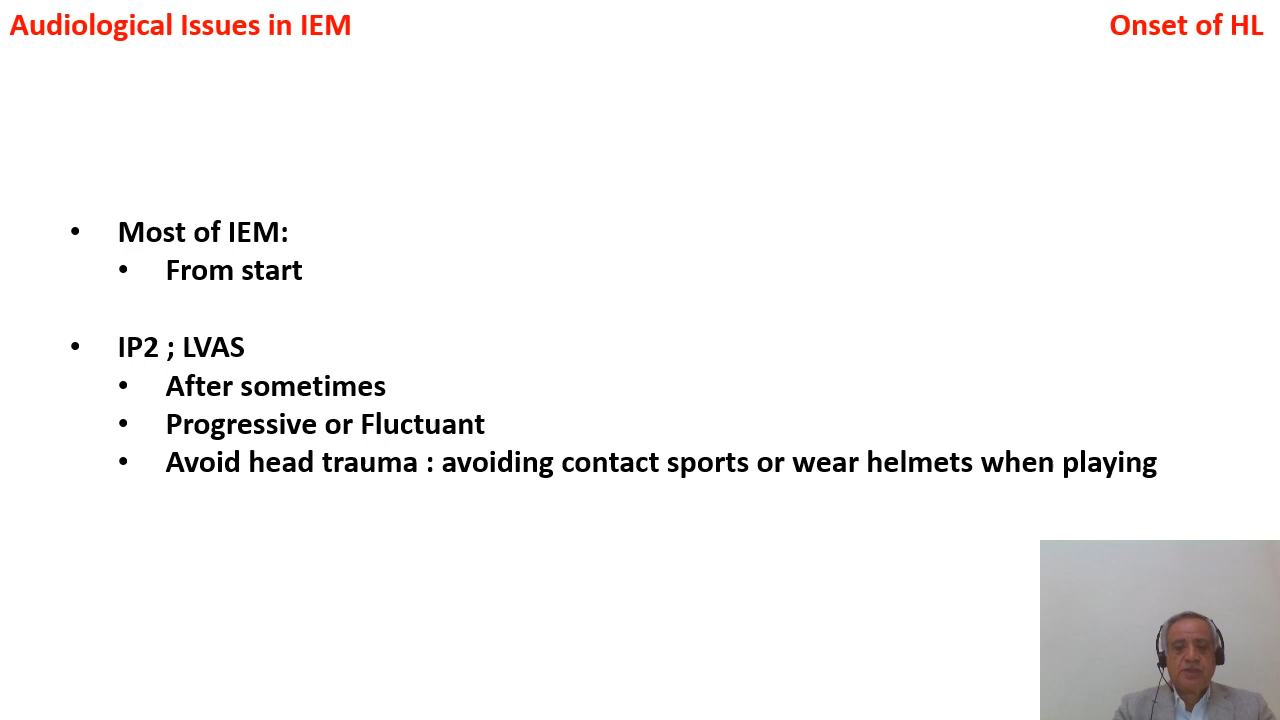 Audiological Issues in IEM
Onset of HL
• Most of IEM:
• From start
• IP2 ; LVAS
• After sometimes
• Progressive or Fluctuant
• Avoid head trauma : avoiding contact sports or wear helmets when playing